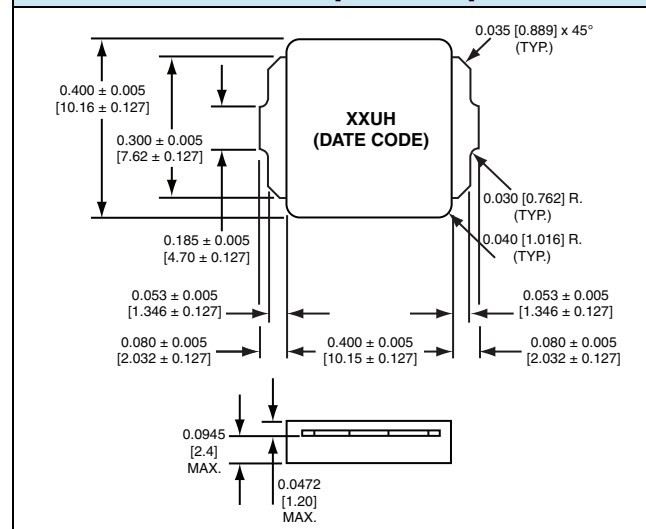 0.035 [0.889] x 45°
(TYP.)
0.400 ± 0.005
[10.16 ± 0.127]
XXUH
(DATE CODE)
0.300 ± 0.005
[7.62 ± 0.127]
0.030 [0.762] R.
(TYP.)
0.185 ± 0.005
[4.70 ± 0.127]
0.040 [1.016] R.
(TYP.)
0.053 ± 0.005
[1.346 ± 0.127]
0.053 ± 0.005
[1.346 ± 0.127]
0.080 ± 0.005
[2.032 ± 0.127]
0.400 ± 0.005
[10.15 ± 0.127]
0.080 ± 0.005
[2.032 ± 0.127]
0.0945
[2.4]
MAX.
0.0472
[1.20]
MAX.